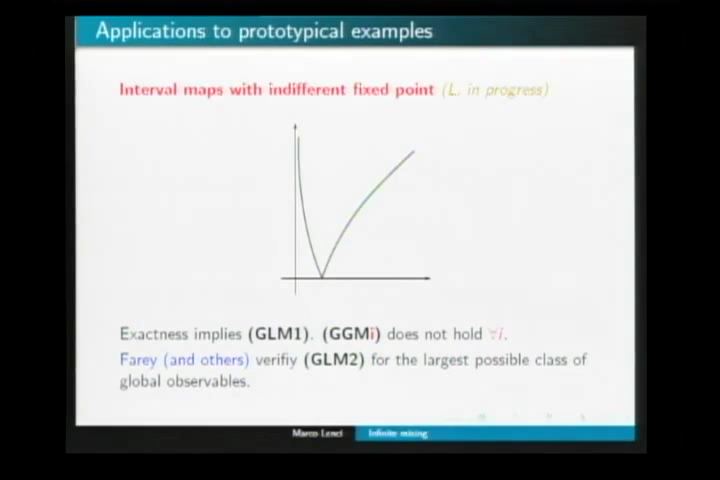 Applications to prototypical examples
Interval maps with indifferent fixed point (L. in progress)
Exactness implies (GLM1). (GGMi) does not hold ∀i.
Farey (and others) verifiy (GLM2) for the largest possible class of
global observables.
Marco Lenci Infinite mixing